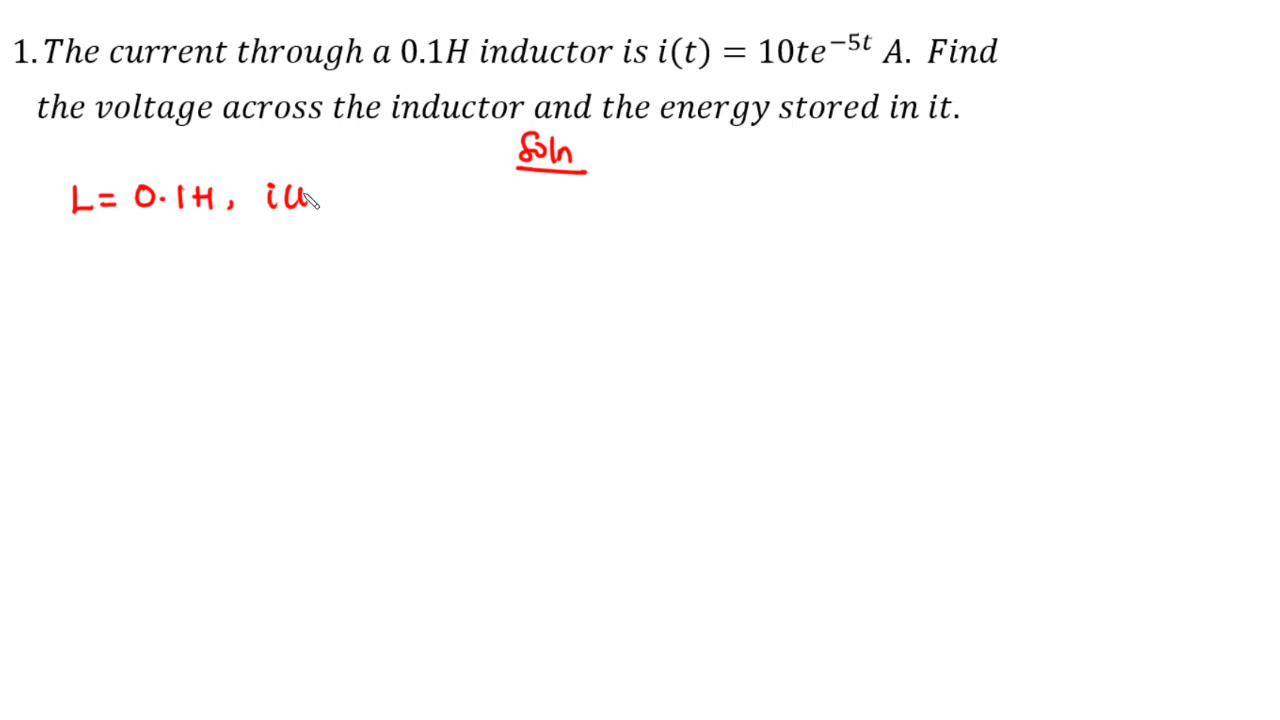 1. The current through a 0.1H inductor is i(t) = 10te⁻⁵ᵗ A. Find
the voltage across the inductor and the energy stored in it.
Soln
L = 0.1H, i(